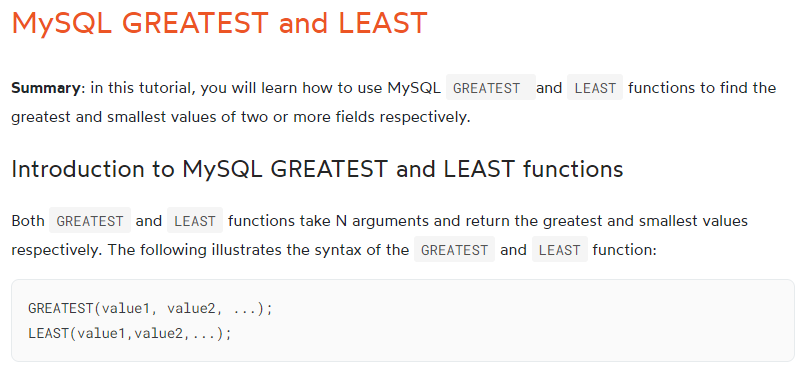 MySQL GREATEST and LEAST
Summary: in this tutorial, you will learn how to use MySQL GREATEST and LEAST functions to find the
greatest and smallest values of two or more fields respectively.
Introduction to MySQL GREATEST and LEAST functions
Both GREATEST and LEAST functions take N arguments and return the greatest and smallest values
respectively. The following illustrates the syntax of the GREATEST and LEAST function:
GREATEST(value1, value2, ...);
LEAST(value1,value2,...);